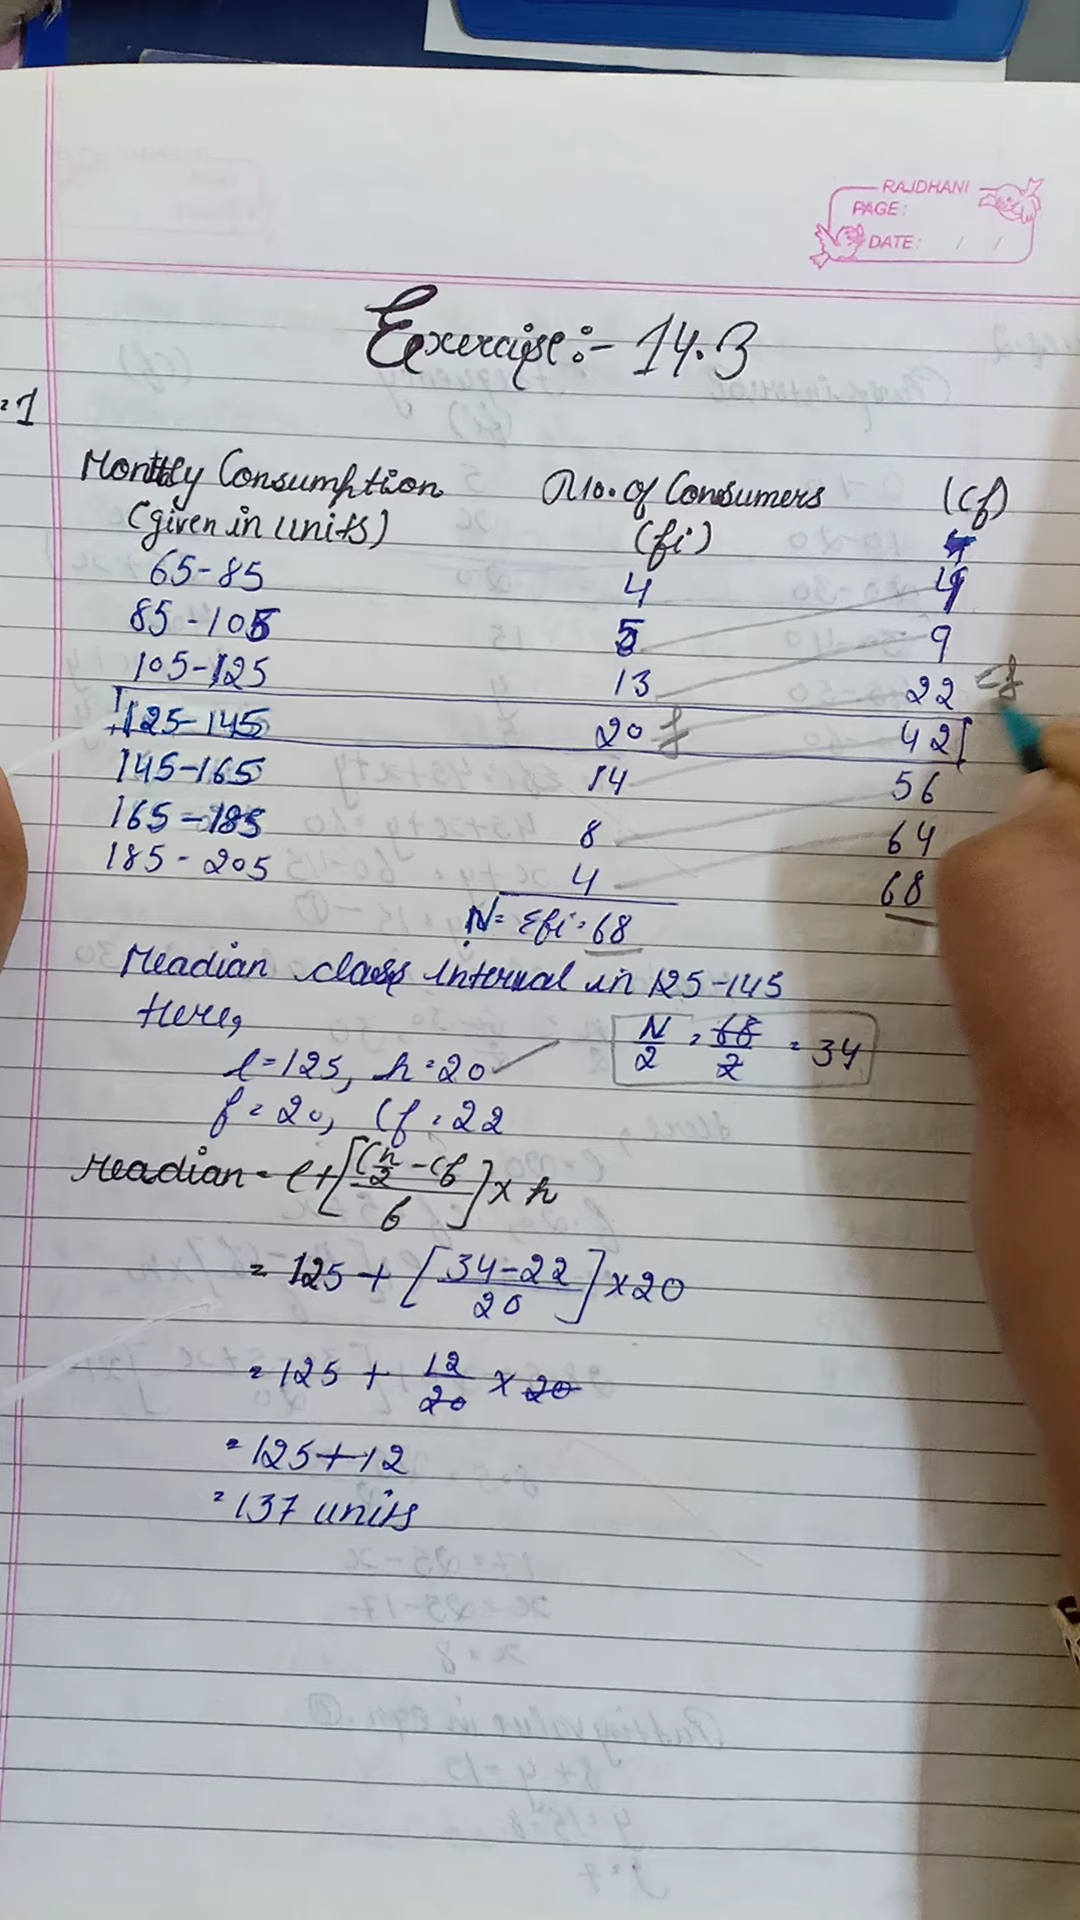 RAJDHANI
PAGE:
DATE: / /
Exercise:- 14.3
=1
Monthly Consumption No. of Consumers (Cf)
(given in units) (fi)
65-85 4 4
85-105 5 9
105-125 13 22 cf
125-145 20 f 42
145-165 14 56
165-185 8 64
185-205 4 68
N= Σfi=68
Meadian class interval in 125-145
Here,
N/2 = 68/2 = 34
l=125, h=20
f=20, Cf=22
Meadian = l+[(n/2 - Cf)/f] × h
= 125 + [34-22/20] × 20
= 125 + 12/20 × 20
= 125+12
= 137 units